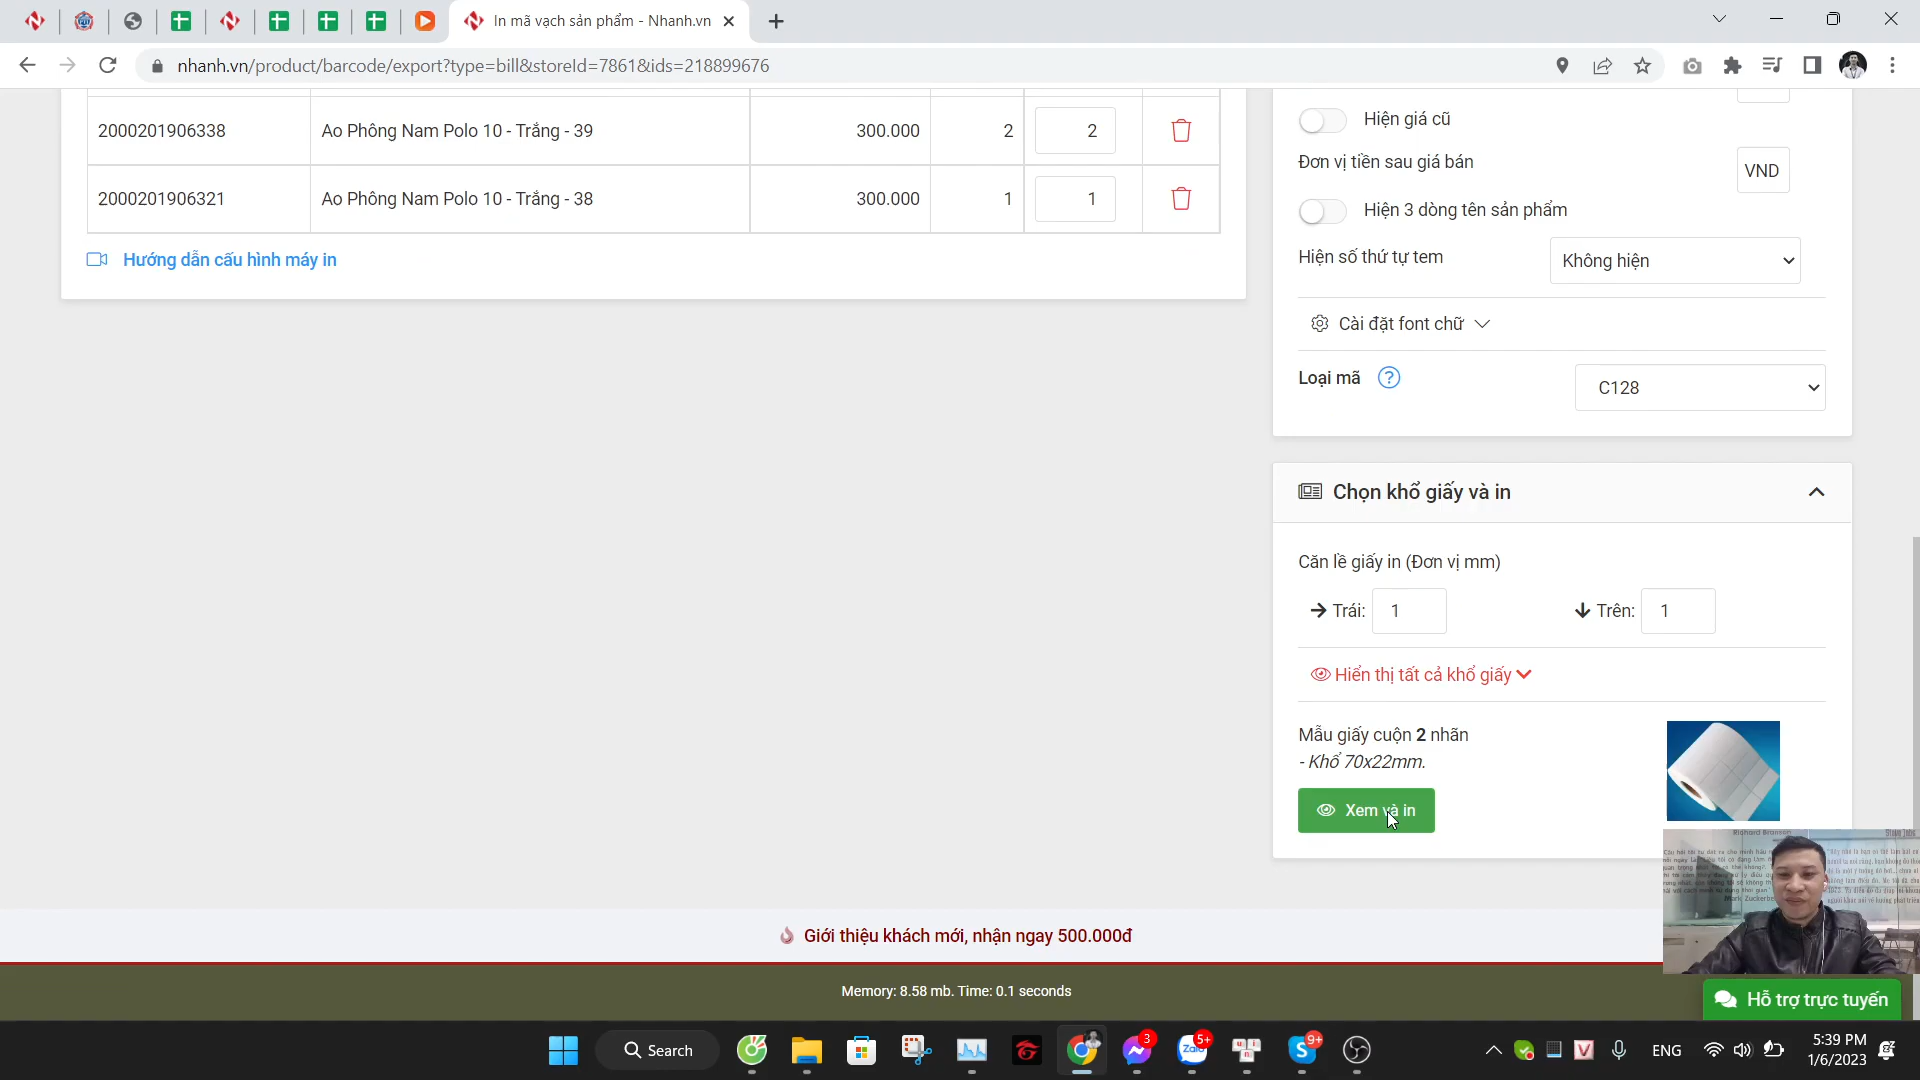 In mã vạch sản phẩm - Nhanh.vn
nhanh.vn/product/barcode/export?type=bill&storeId=7861&ids=218899676
2000201906338 Ao Phông Nam Polo 10 - Trắng - 39 300.000 2 2
2000201906321 Ao Phông Nam Polo 10 - Trắng - 38 300.000 1 1
Hướng dẫn cấu hình máy in
Hiện giá cũ
Đơn vị tiền sau giá bán VND
Hiện 3 dòng tên sản phẩm
Hiện số thứ tự tem Không hiện
Cài đặt font chữ
Loại mã ? C128
Chọn khổ giấy và in
Căn lề giấy in (Đơn vị mm)
Trái: 1 Trên: 1
Hiển thị tất cả khổ giấy
Mẫu giấy cuộn 2 nhãn
- Khổ 70x22mm.
Xem và in
Richard Branson
Giới thiệu khách mới, nhận ngay 500.000đ
Memory: 8.58 mb. Time: 0.1 seconds
Hỗ trợ trực tuyến
Search
3
Zalo 5+
9+
ENG
5:39 PM
1/6/2023